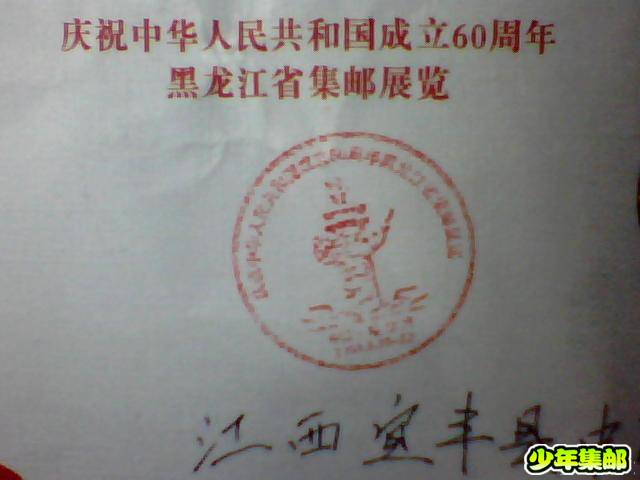 庆祝中华人民共和国成立60周年
黑龙江省集邮展览
江西宜丰县
少年集邮